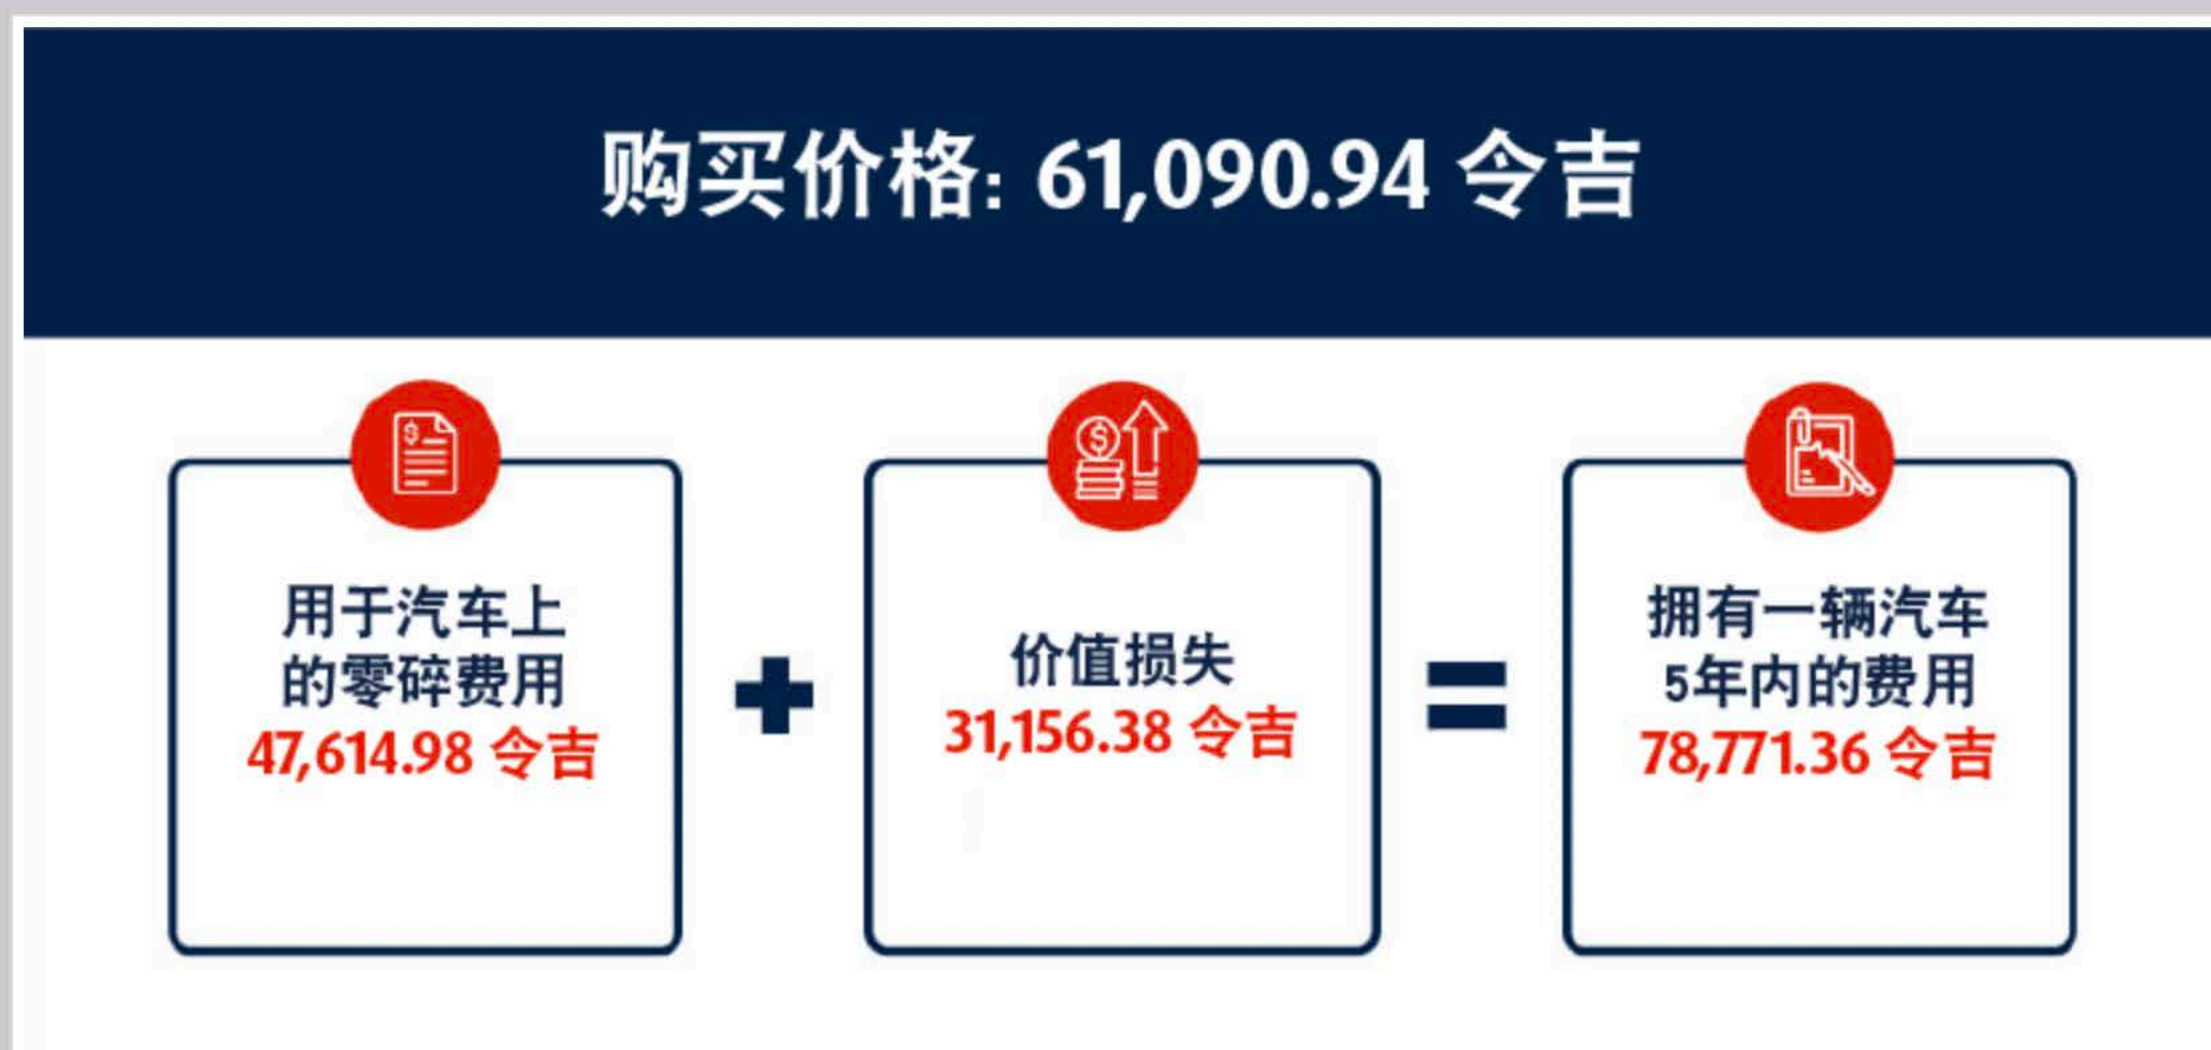 购买价格: 61,090.94 令吉
用于汽车上
的零碎费用
47,614.98 令吉
+
价值损失
31,156.38 令吉
=
拥有一辆汽车
5年内的费用
78,771.36 令吉